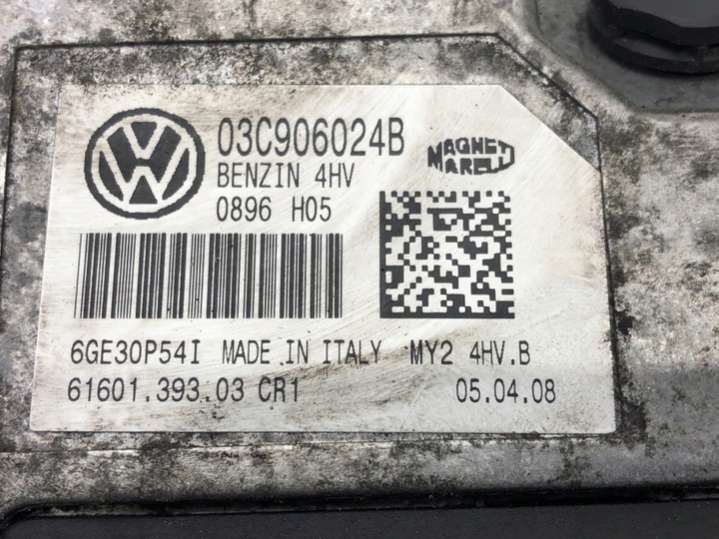 03C906024B
BENZIN 4HV
0896 H05
MAGNETI
MARELLI
6GE30P54I MADE IN ITALY MY2 4HV.B
61601.393.03 CR1 05.04.08